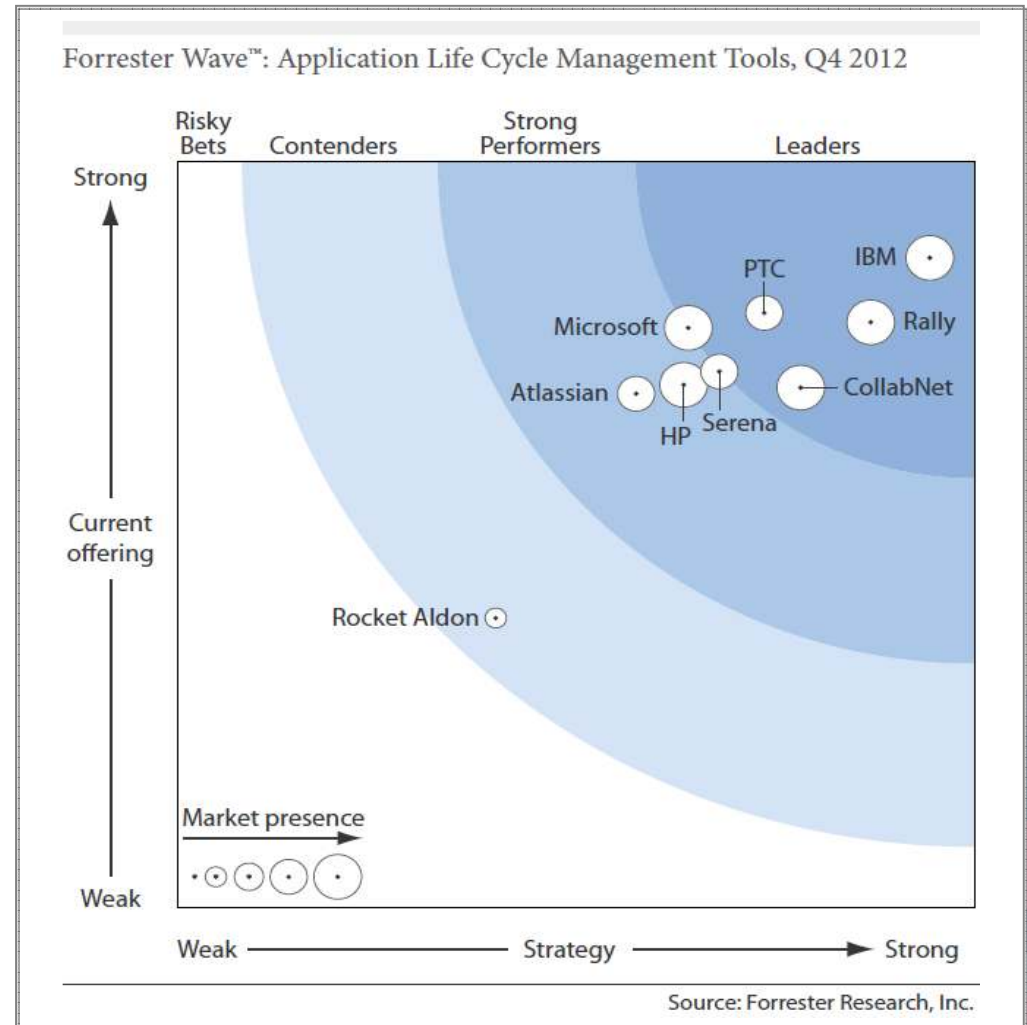 Forrester Wave™: Application Life Cycle Management Tools, Q4 2012
Risky
Bets
Contenders
Strong
Performers
Leaders
Strong
IBM
PTC
Microsoft
Rally
Atlassian
CollabNet
HP
Serena
Current
offering
Rocket Aldon
Market presence
Weak
Weak
Strategy
Strong
Source: Forrester Research, Inc.